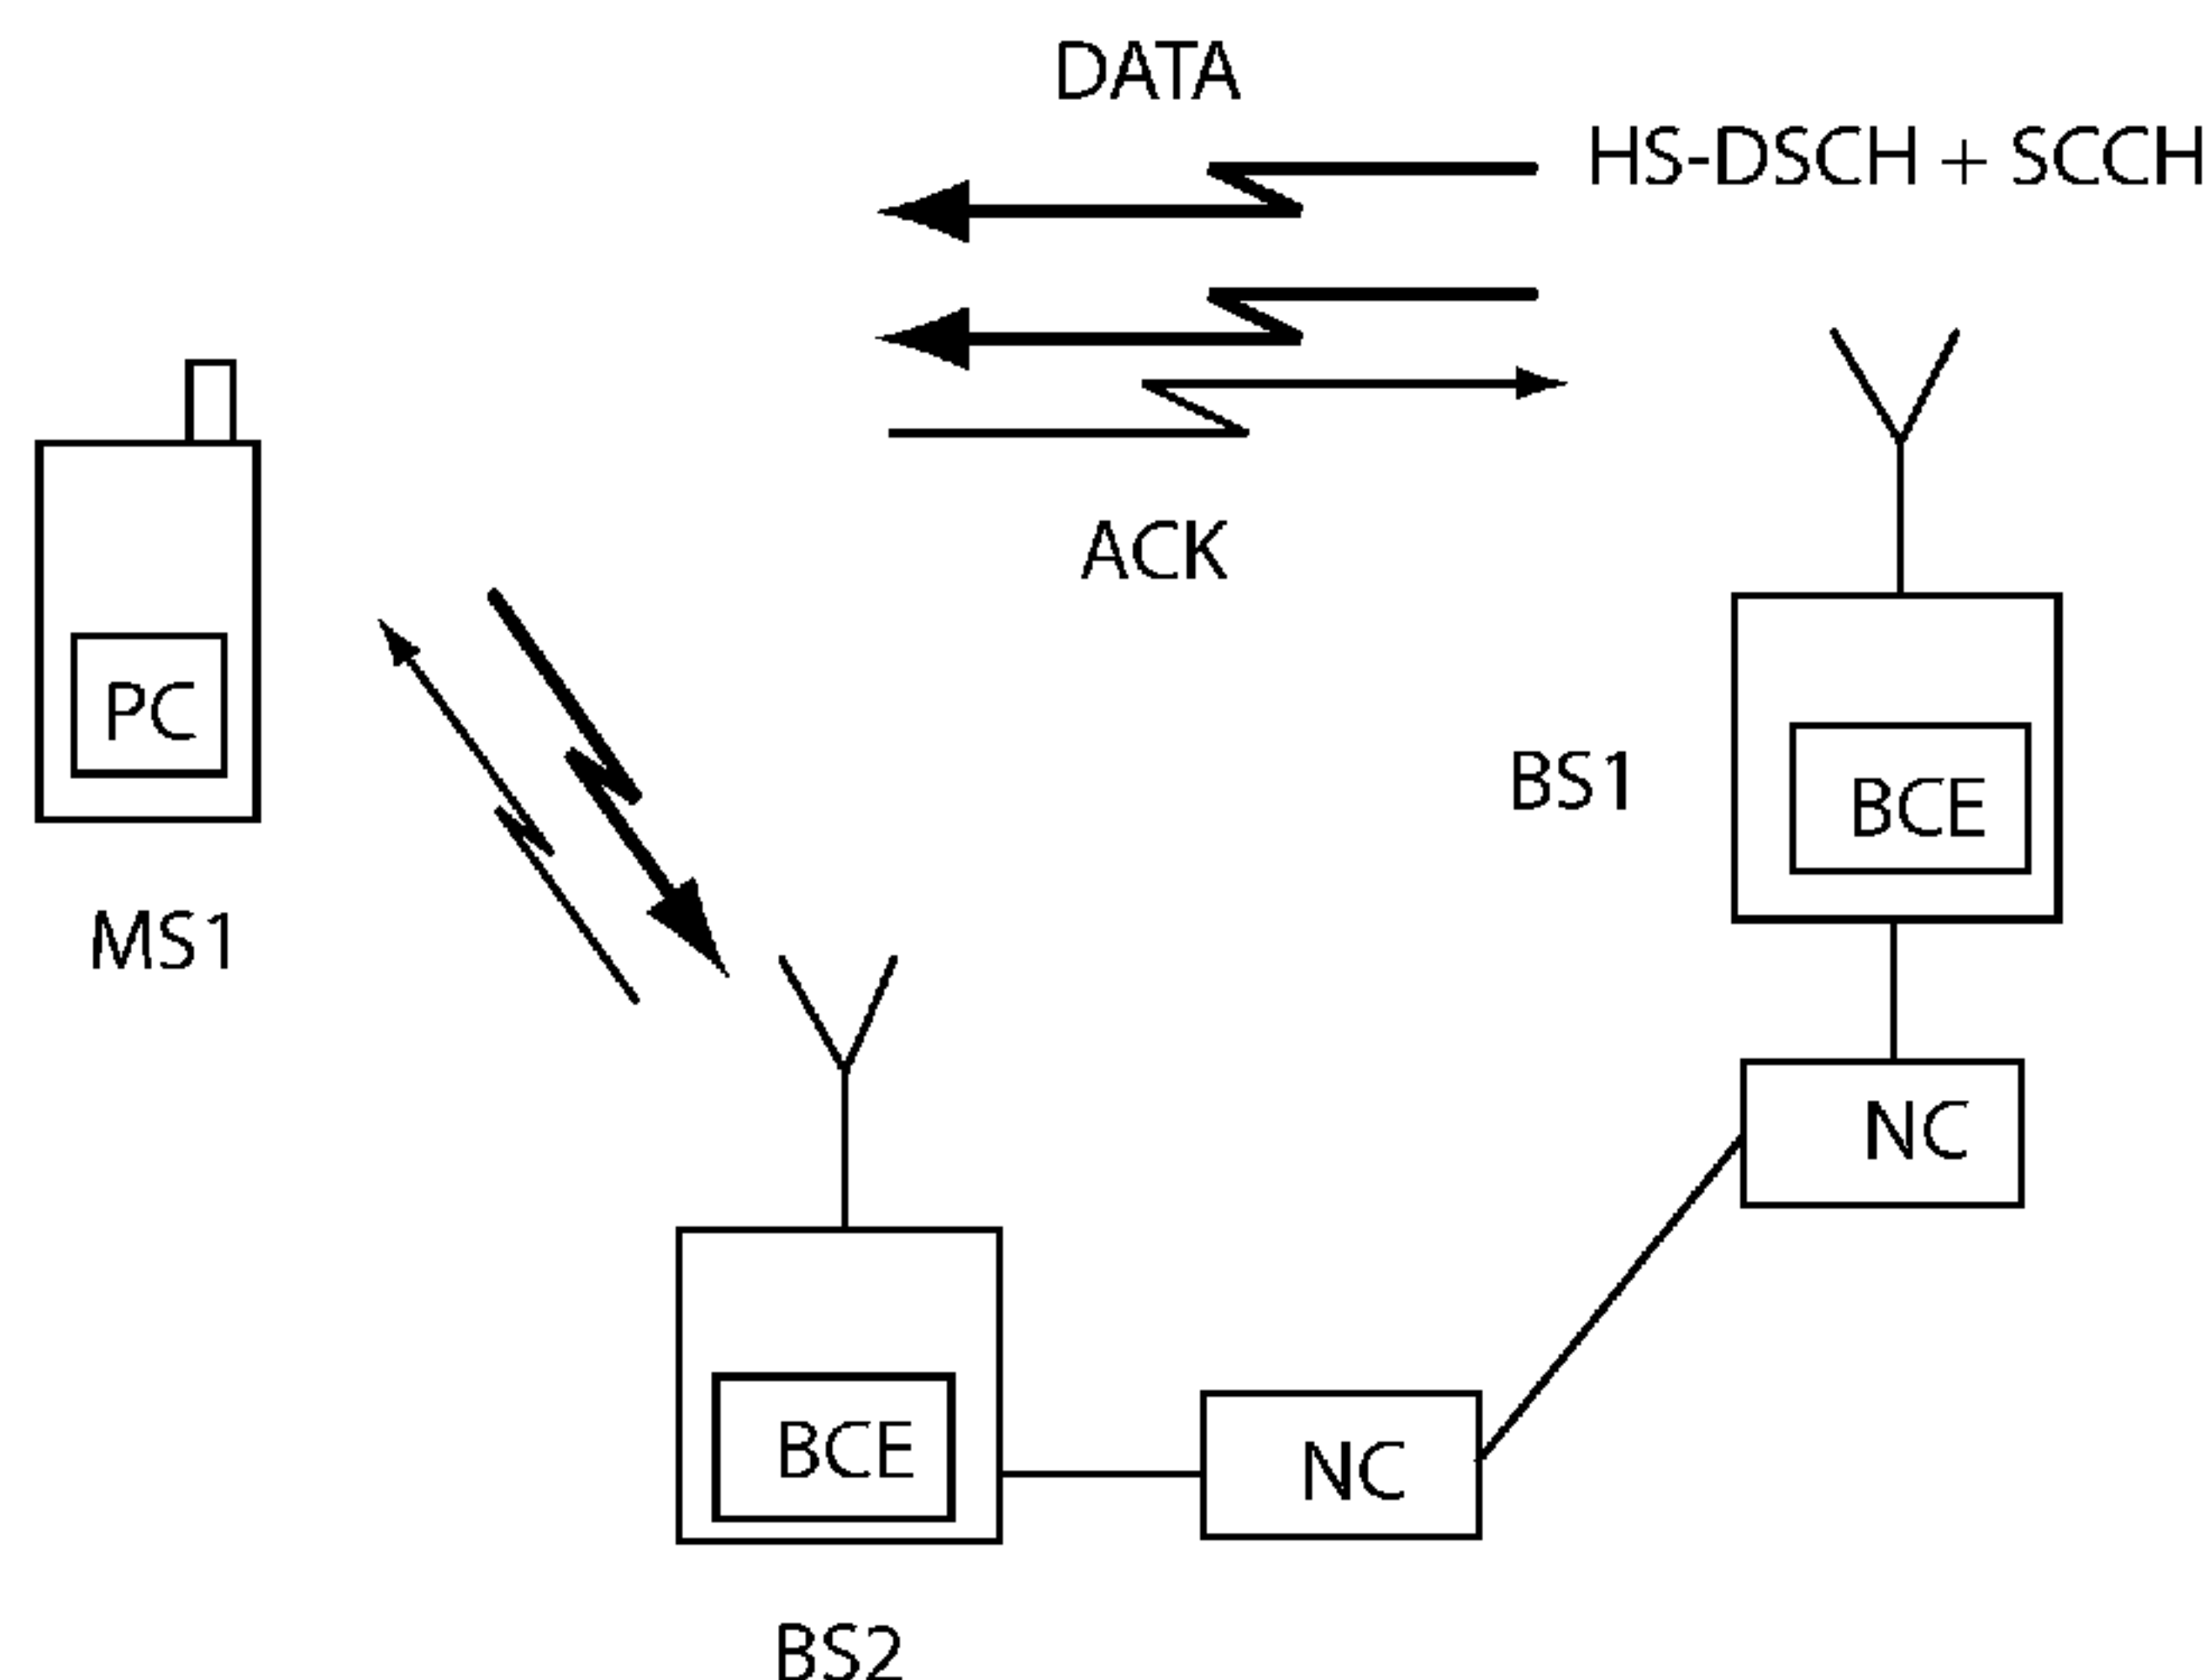 DATA
HS-DSCH + SCCH
ACK
PC
BS1
BCE
MS1
NC
BCE
NC
BS2